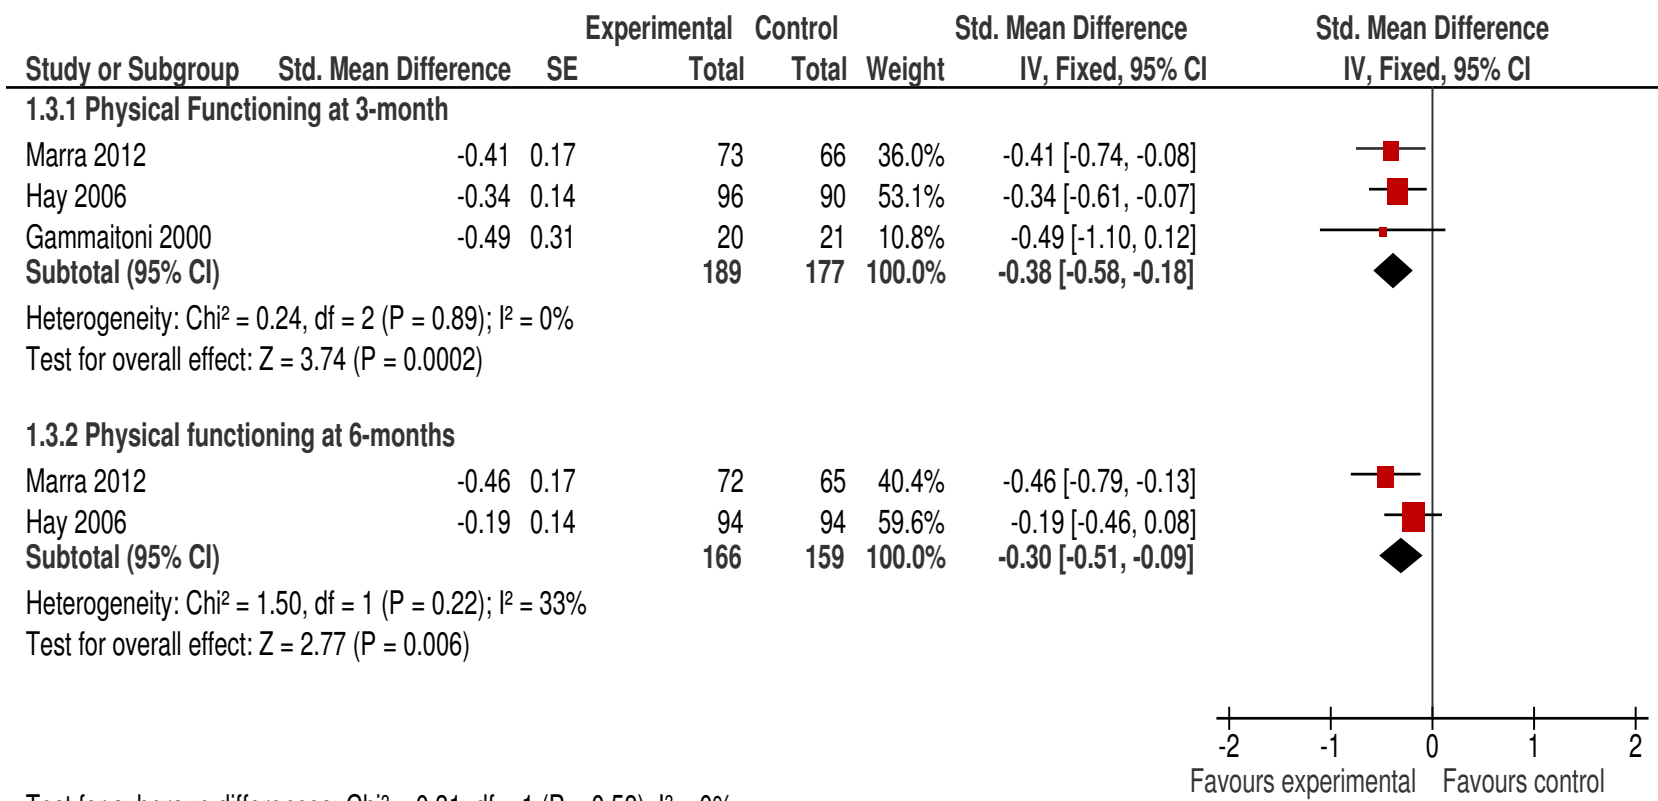 Experimental Control Std. Mean Difference Std. Mean Difference
Study or Subgroup Std. Mean Difference SE Total Total Weight IV, Fixed, 95% CI IV, Fixed, 95% CI
1.3.1 Physical Functioning at 3-month
Marra 2012 -0.41 0.17 73 66 36.0% -0.41 [-0.74, -0.08]
Hay 2006 -0.34 0.14 96 90 53.1% -0.34 [-0.61, -0.07]
Gammaitoni 2000 -0.49 0.31 20 21 10.8% -0.49 [-1.10, 0.12]
Subtotal (95% CI) 189 177 100.0% -0.38 [-0.58, -0.18]
Heterogeneity: Chi² = 0.24, df = 2 (P = 0.89); I² = 0%
Test for overall effect: Z = 3.74 (P = 0.0002)
1.3.2 Physical functioning at 6-months
Marra 2012 -0.46 0.17 72 65 40.4% -0.46 [-0.79, -0.13]
Hay 2006 -0.19 0.14 94 94 59.6% -0.19 [-0.46, 0.08]
Subtotal (95% CI) 166 159 100.0% -0.30 [-0.51, -0.09]
Heterogeneity: Chi² = 1.50, df = 1 (P = 0.22); I² = 33%
Test for overall effect: Z = 2.77 (P = 0.006)
-2 -1 0 1 2
Favours experimental Favours control
Test for subgroup differences: Chi² = df = 1 (P = I² = 0%